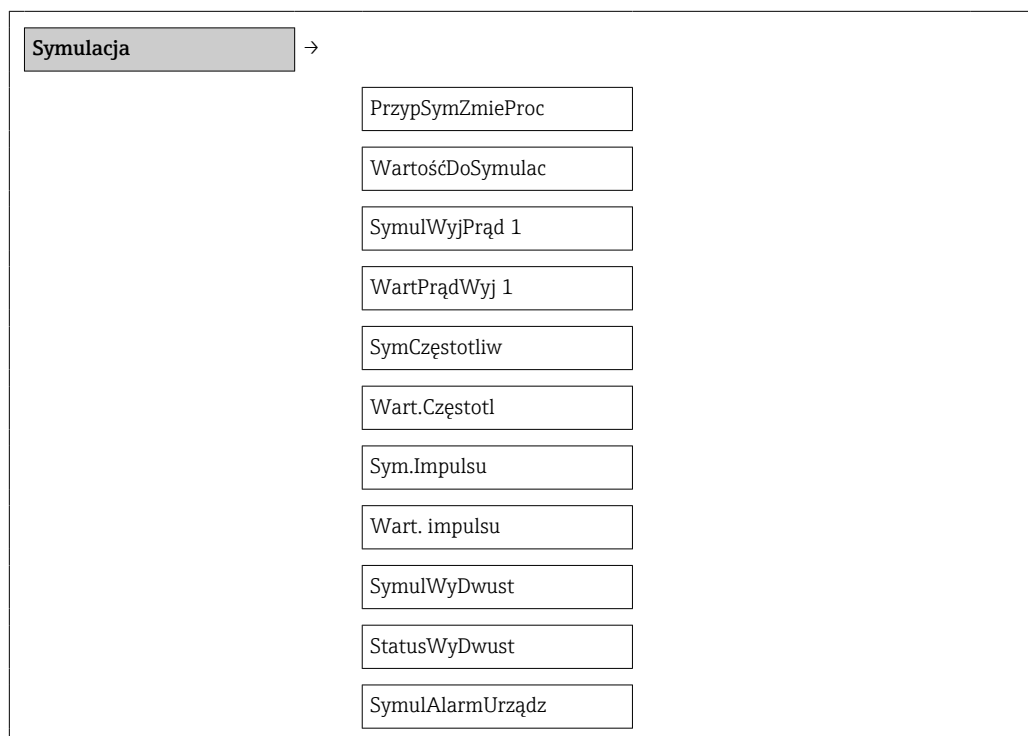 Symulacja →
PrzypSymZmieProc
WartośćDoSymulac
SymulWyjPrąd 1
WartPrądWyj 1
SymCzęstotliw
Wart.Częstotl
Sym.Impulsu
Wart. impulsu
SymulWyDwust
StatusWyDwust
SymulAlarmUrządz